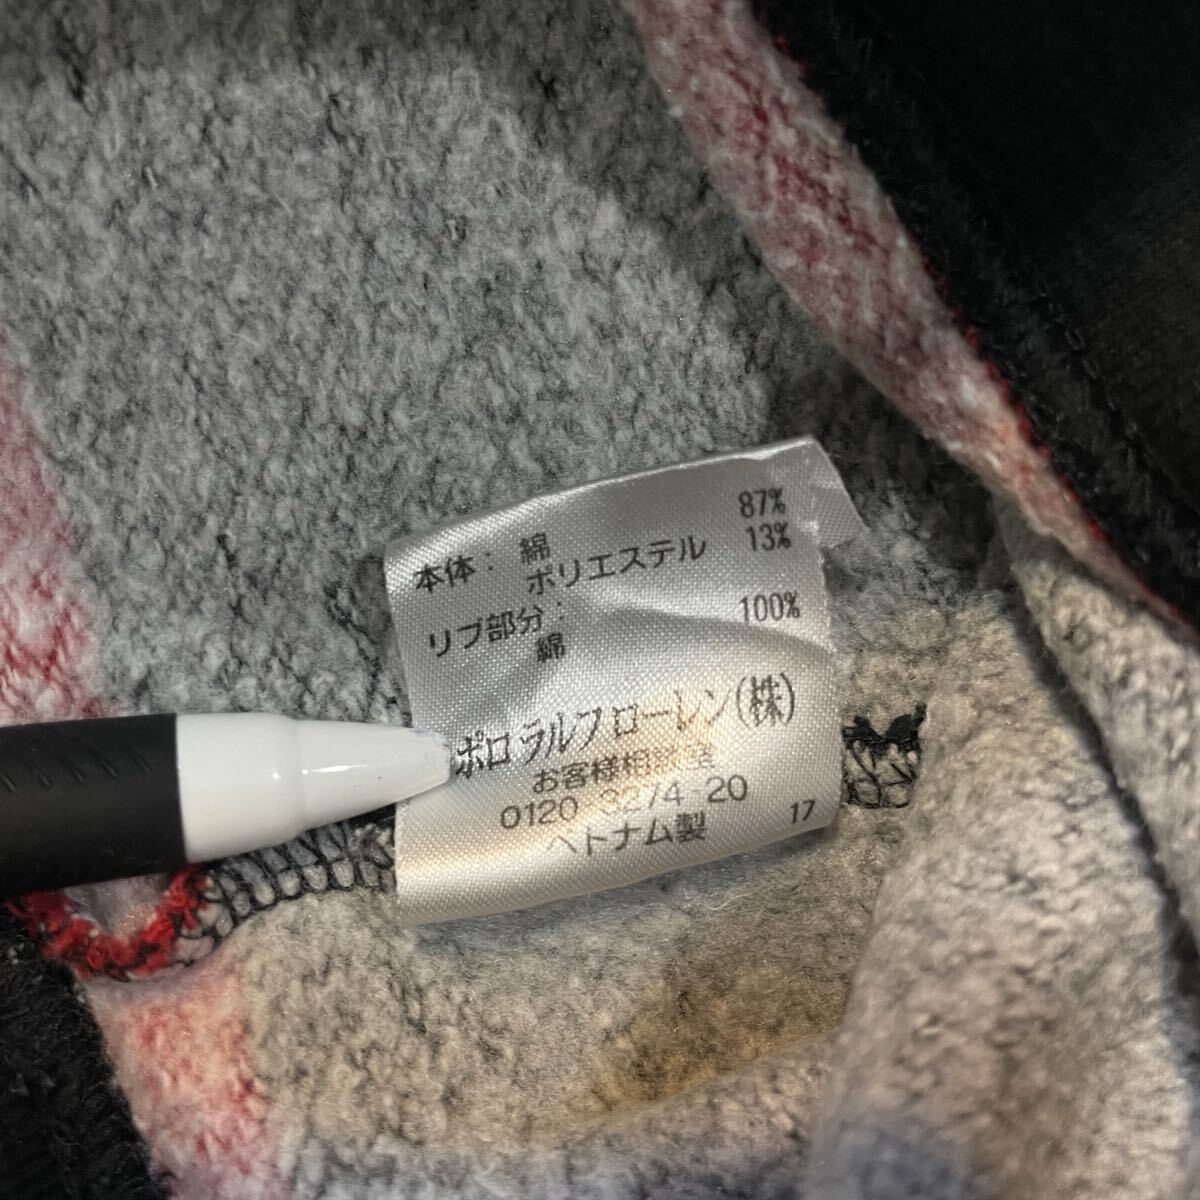 本体： 綿 87%
ポリエステル 13%
リブ部分：
綿 100%
ポロ ラルフ ローレン(株)
お客様相談室
0120-3274-20
ベトナム製 17